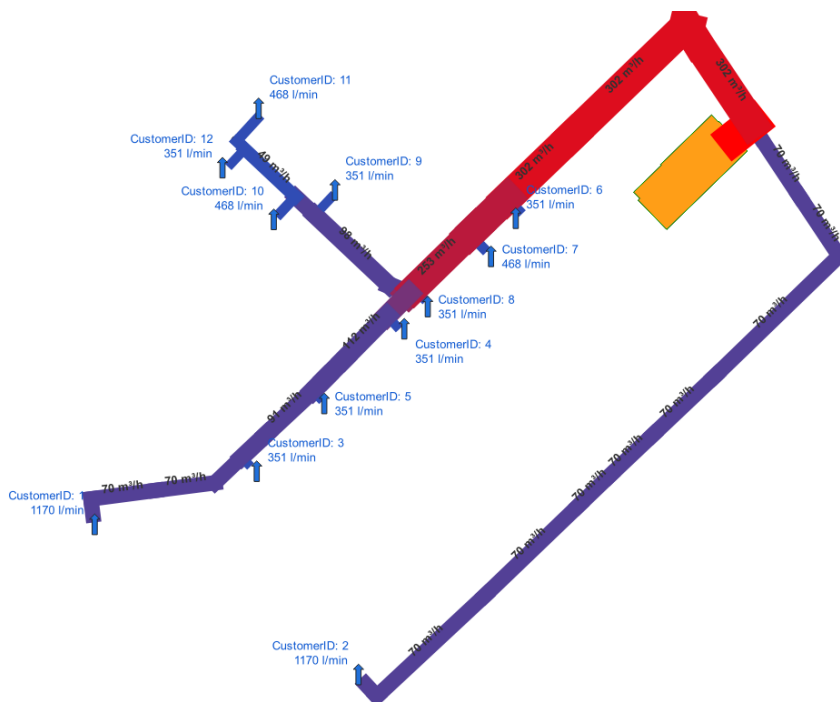 CustomerID: 11
468 l/min
302 m³/h
302 m³/h
CustomerID: 12
351 l/min
49 m³/h
CustomerID: 9
351 l/min
70 m³/h
CustomerID: 10
468 l/min
302 m³/h
CustomerID: 6
351 l/min
70 m³/h
98 m³/h
253 m³/h
CustomerID: 7
468 l/min
CustomerID: 8
351 l/min
70 m³/h
112 m³/h
CustomerID: 4
351 l/min
91 m³/h
CustomerID: 5
351 l/min
70 m³/h
CustomerID: 3
351 l/min
70 m³/h
70 m³/h
70 m³/h
70 m³/h
CustomerID: 1
1170 l/min
70 m³/h
CustomerID: 2
1170 l/min
70 m³/h